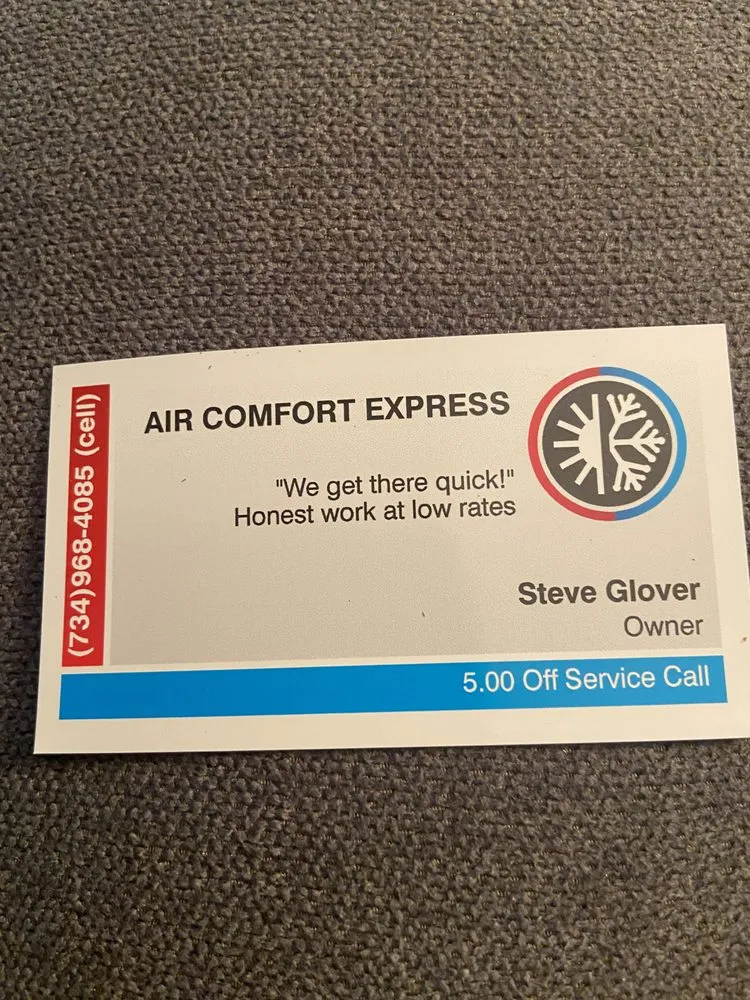 (734)968-4085 (cell)
AIR COMFORT EXPRESS
"We get there quick!"
Honest work at low rates
Steve Glover
Owner
5.00 Off Service Call